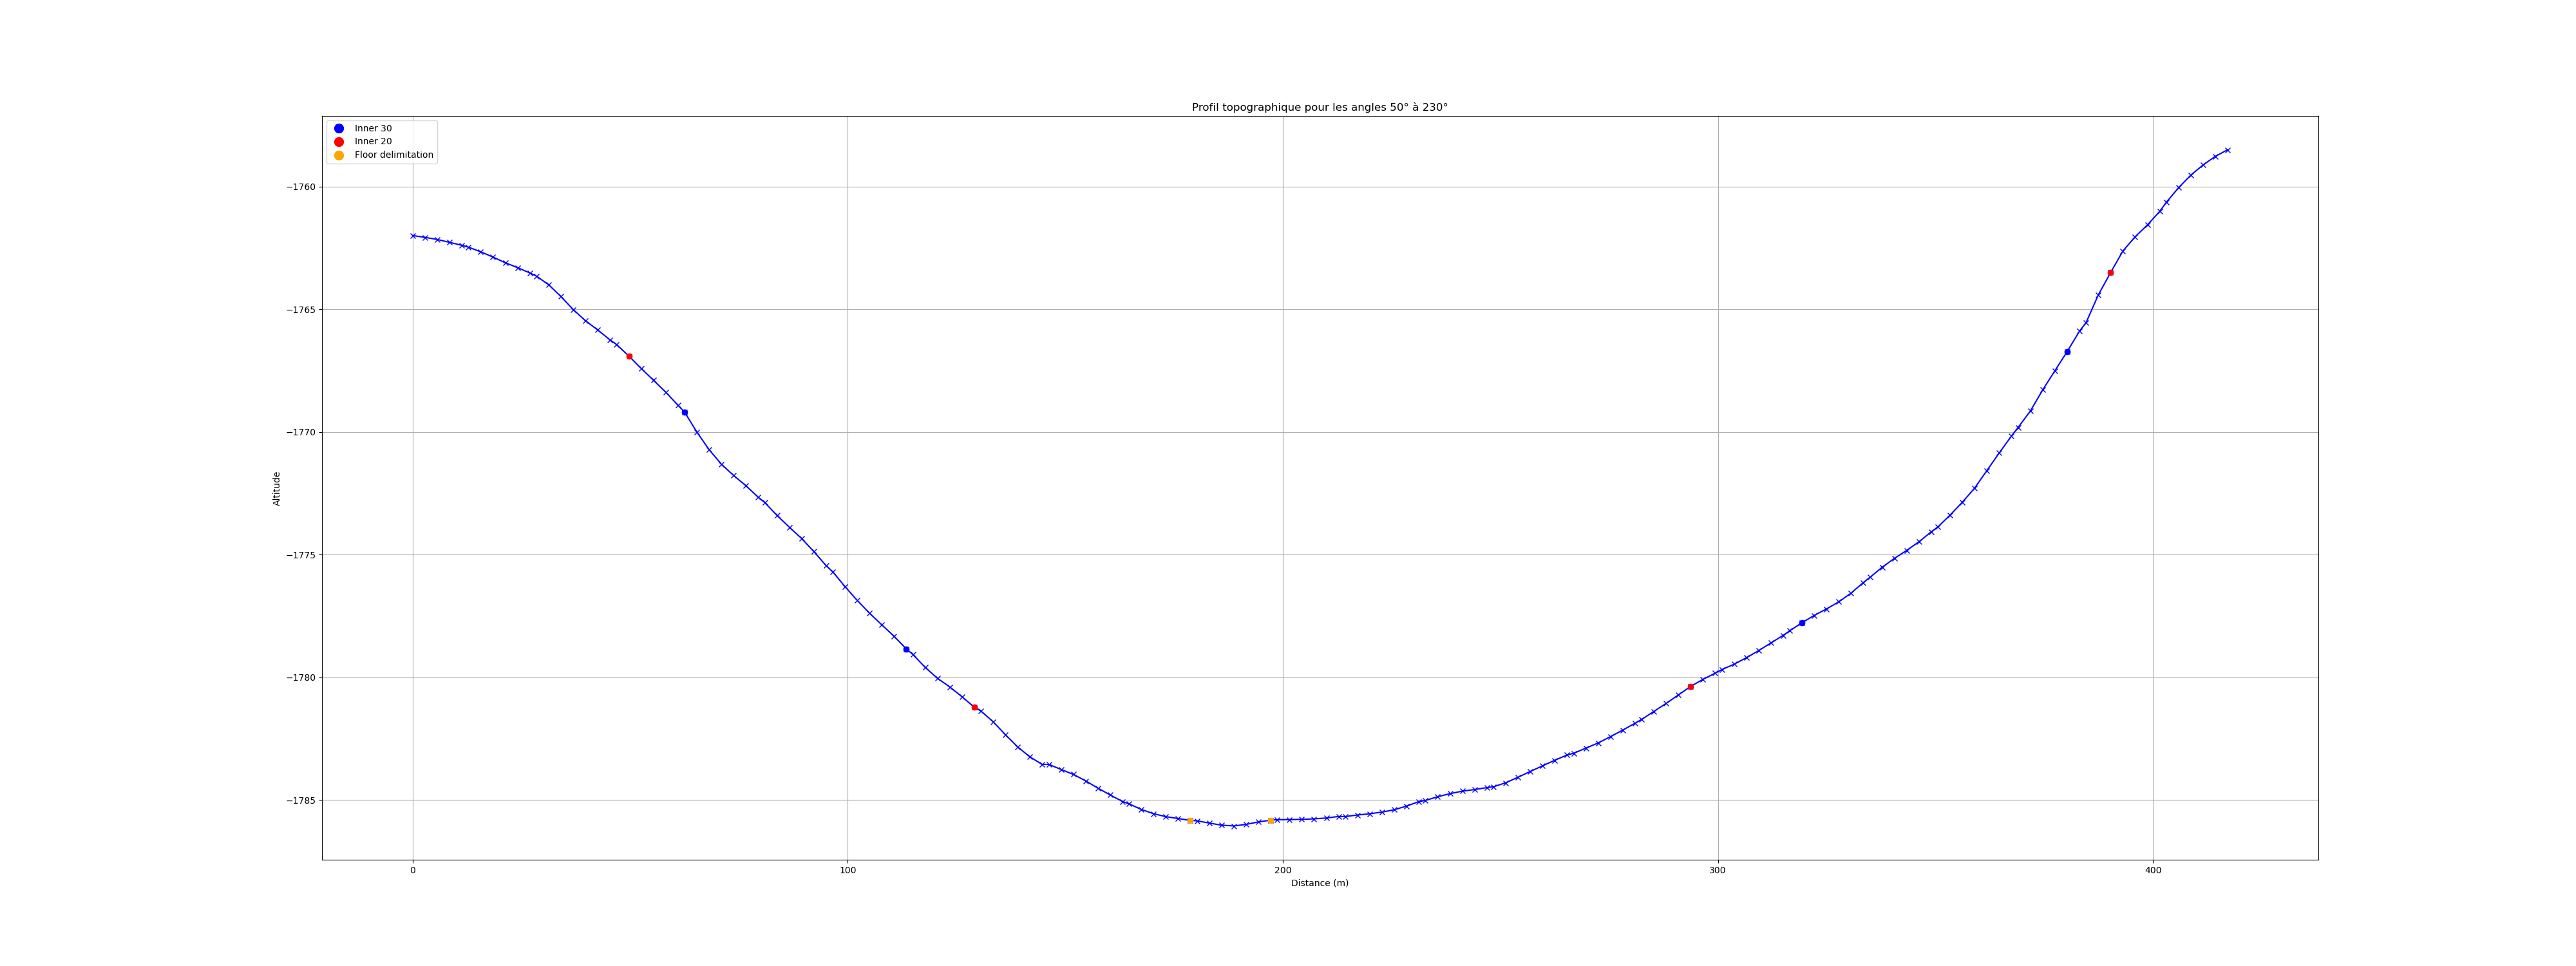 Profil topographique pour les angles 50° à 230°
Inner 30
Inner 20
Floor delimitation
−1760
−1765
−1770
−1775
−1780
−1785
Altitude
0 100 200 300 400
Distance (m)